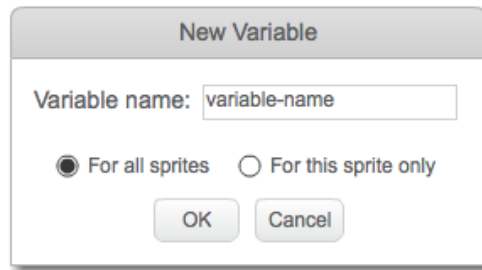 New Variable
Variable name: variable-name
For all sprites For this sprite only
OK Cancel